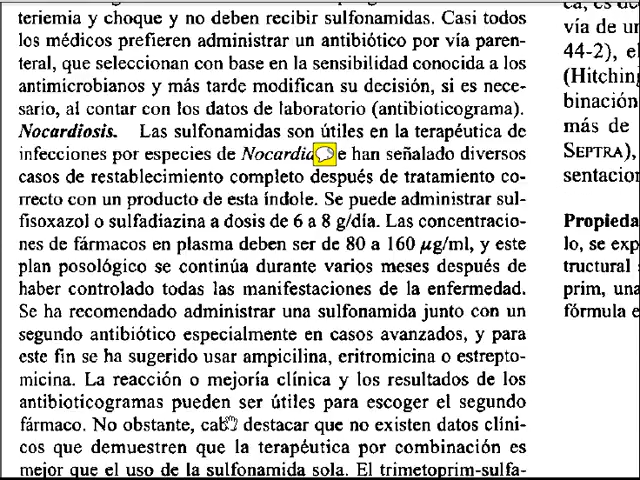 teriemia y choque y no deben recibir sulfonamidas. Casi todos
los médicos prefieren administrar un antibiótico por vía paren-
teral, que seleccionan con base en la sensibilidad conocida a los
antimicrobianos y más tarde modifican su decisión, si es nece-
sario, al contar con los datos de laboratorio (antibioticograma).
Nocardiosis. Las sulfonamidas son útiles en la terapéutica de
infecciones por especies de Nocardia e han señalado diversos
casos de restablecimiento completo después de tratamiento co-
rrecto con un producto de esta índole. Se puede administrar sul-
fisoxazol o sulfadiazina a dosis de 6 a 8 g/día. Las concentracio-
nes de fármacos en plasma deben ser de 80 a 160 μg/ml, y este
plan posológico se continúa durante varios meses después de
haber controlado todas las manifestaciones de la enfermedad.
Se ha recomendado administrar una sulfonamida junto con un
segundo antibiótico especialmente en casos avanzados, y para
este fin se ha sugerido usar ampicilina, eritromicina o estrepto-
micina. La reacción o mejoría clínica y los resultados de los
antibioticogramas pueden ser útiles para escoger el segundo
fármaco. No obstante, cabe destacar que no existen datos clíni-
cos que demuestren que la terapéutica por combinación es
mejor que el uso de la sulfonamida sola. El trimetoprim-sulfa-
vía de un
44-2), el
(Hitching
binación
más de
SEPTRA),
sentacion
Propieda
lo, se exp
tructural
prim, una
fórmula e